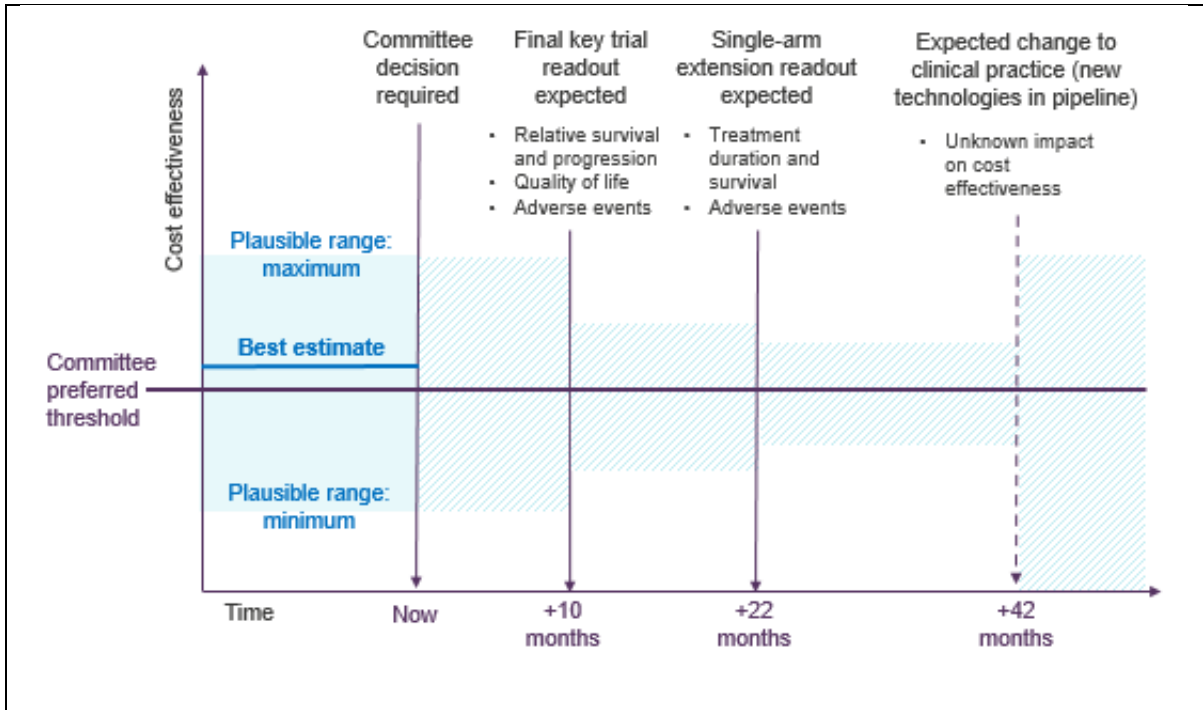 Committee
decision
required
Final key trial
readout
expected
Single-arm
extension readout
expected
Expected change to
clinical practice (new
technologies in pipeline)
▪ Relative survival
and progression
▪ Quality of life
▪ Adverse events
▪ Treatment
duration and
survival
▪ Adverse events
▪ Unknown impact
on cost
effectiveness
Cost effectiveness
Plausible range:
maximum
Best estimate
Committee
preferred
threshold
Plausible range:
minimum
Time
Now
+10
months
+22
months
+42
months